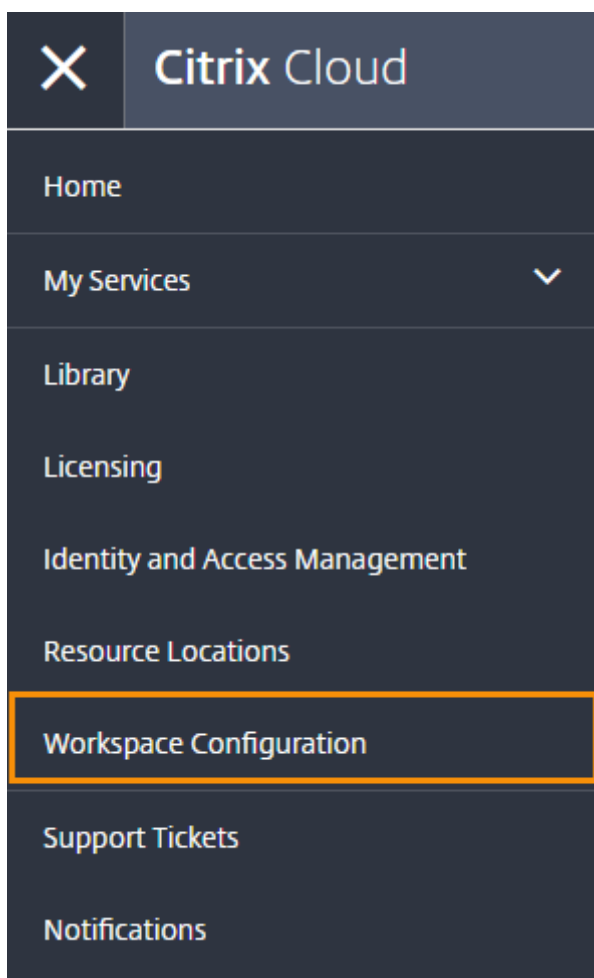 Citrix Cloud
Home
My Services
Library
Licensing
Identity and Access Management
Resource Locations
Workspace Configuration
Support Tickets
Notifications